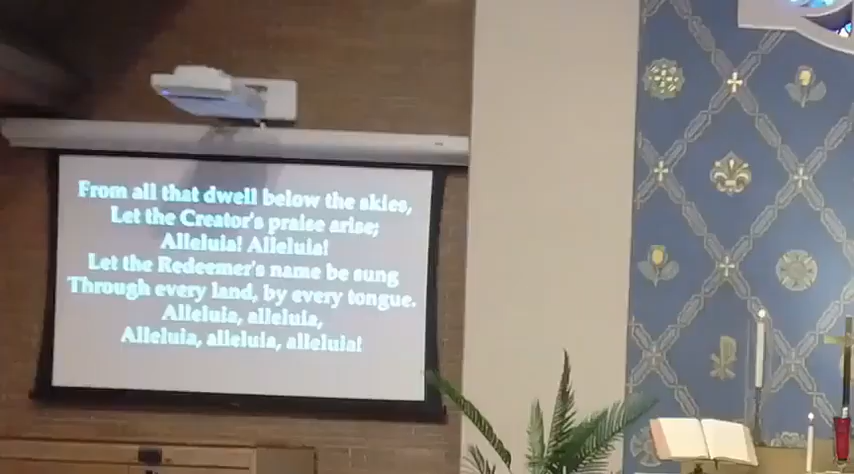 From all that dwell below the skies,
Let the Creator's praise arise;
Alleluia! Alleluia!
Let the Redeemer's name be sung
Through every land, by every tongue.
Alleluia, alleluia,
Alleluia, alleluia, alleluia!